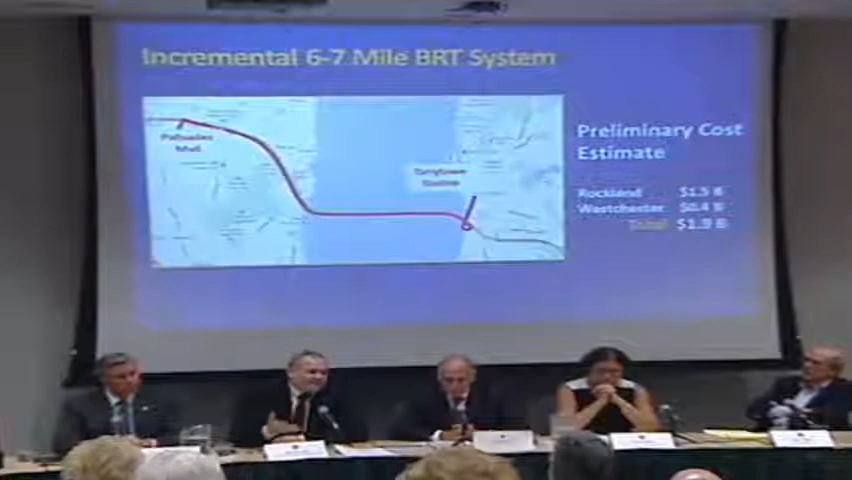 Incremental 6-7 Mile BRT System
Palisades
Mall
Tarrytown
Station
Preliminary Cost
Estimate
Rockland $1.5 B
Westchester $0.4 B
Total $1.9 B